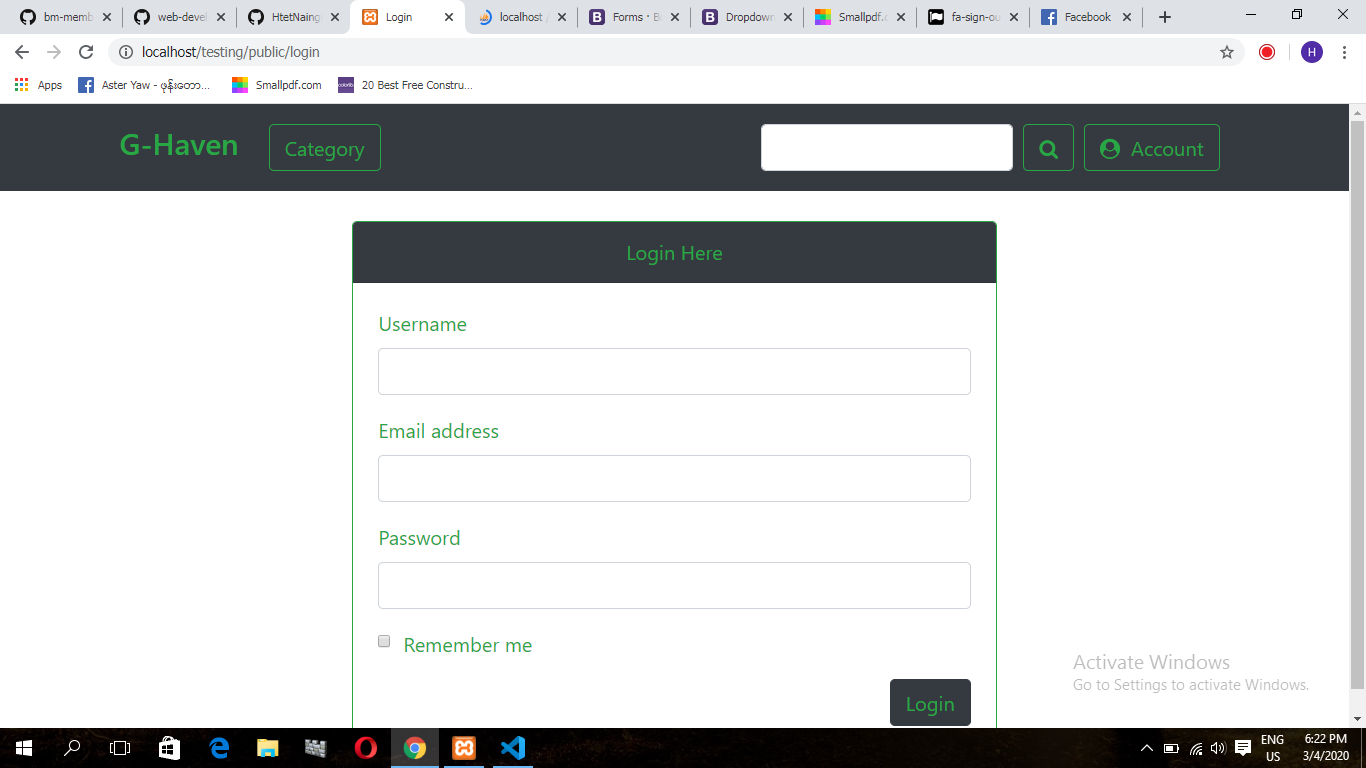 bm-memb
web-devel
HtetNaing
Login
localhost /
Forms · B
Dropdown
Smallpdf.c
fa-sign-ou
Facebook
localhost/testing/public/login
H
Apps
Aster Yaw - ဖုန်းတော...
Smallpdf.com
20 Best Free Constru...
G-Haven
Category
Account
Login Here
Username
Email address
Password
Remember me
Login
Activate Windows
Go to Settings to activate Windows.
ENG
US
6:22 PM
3/4/2020